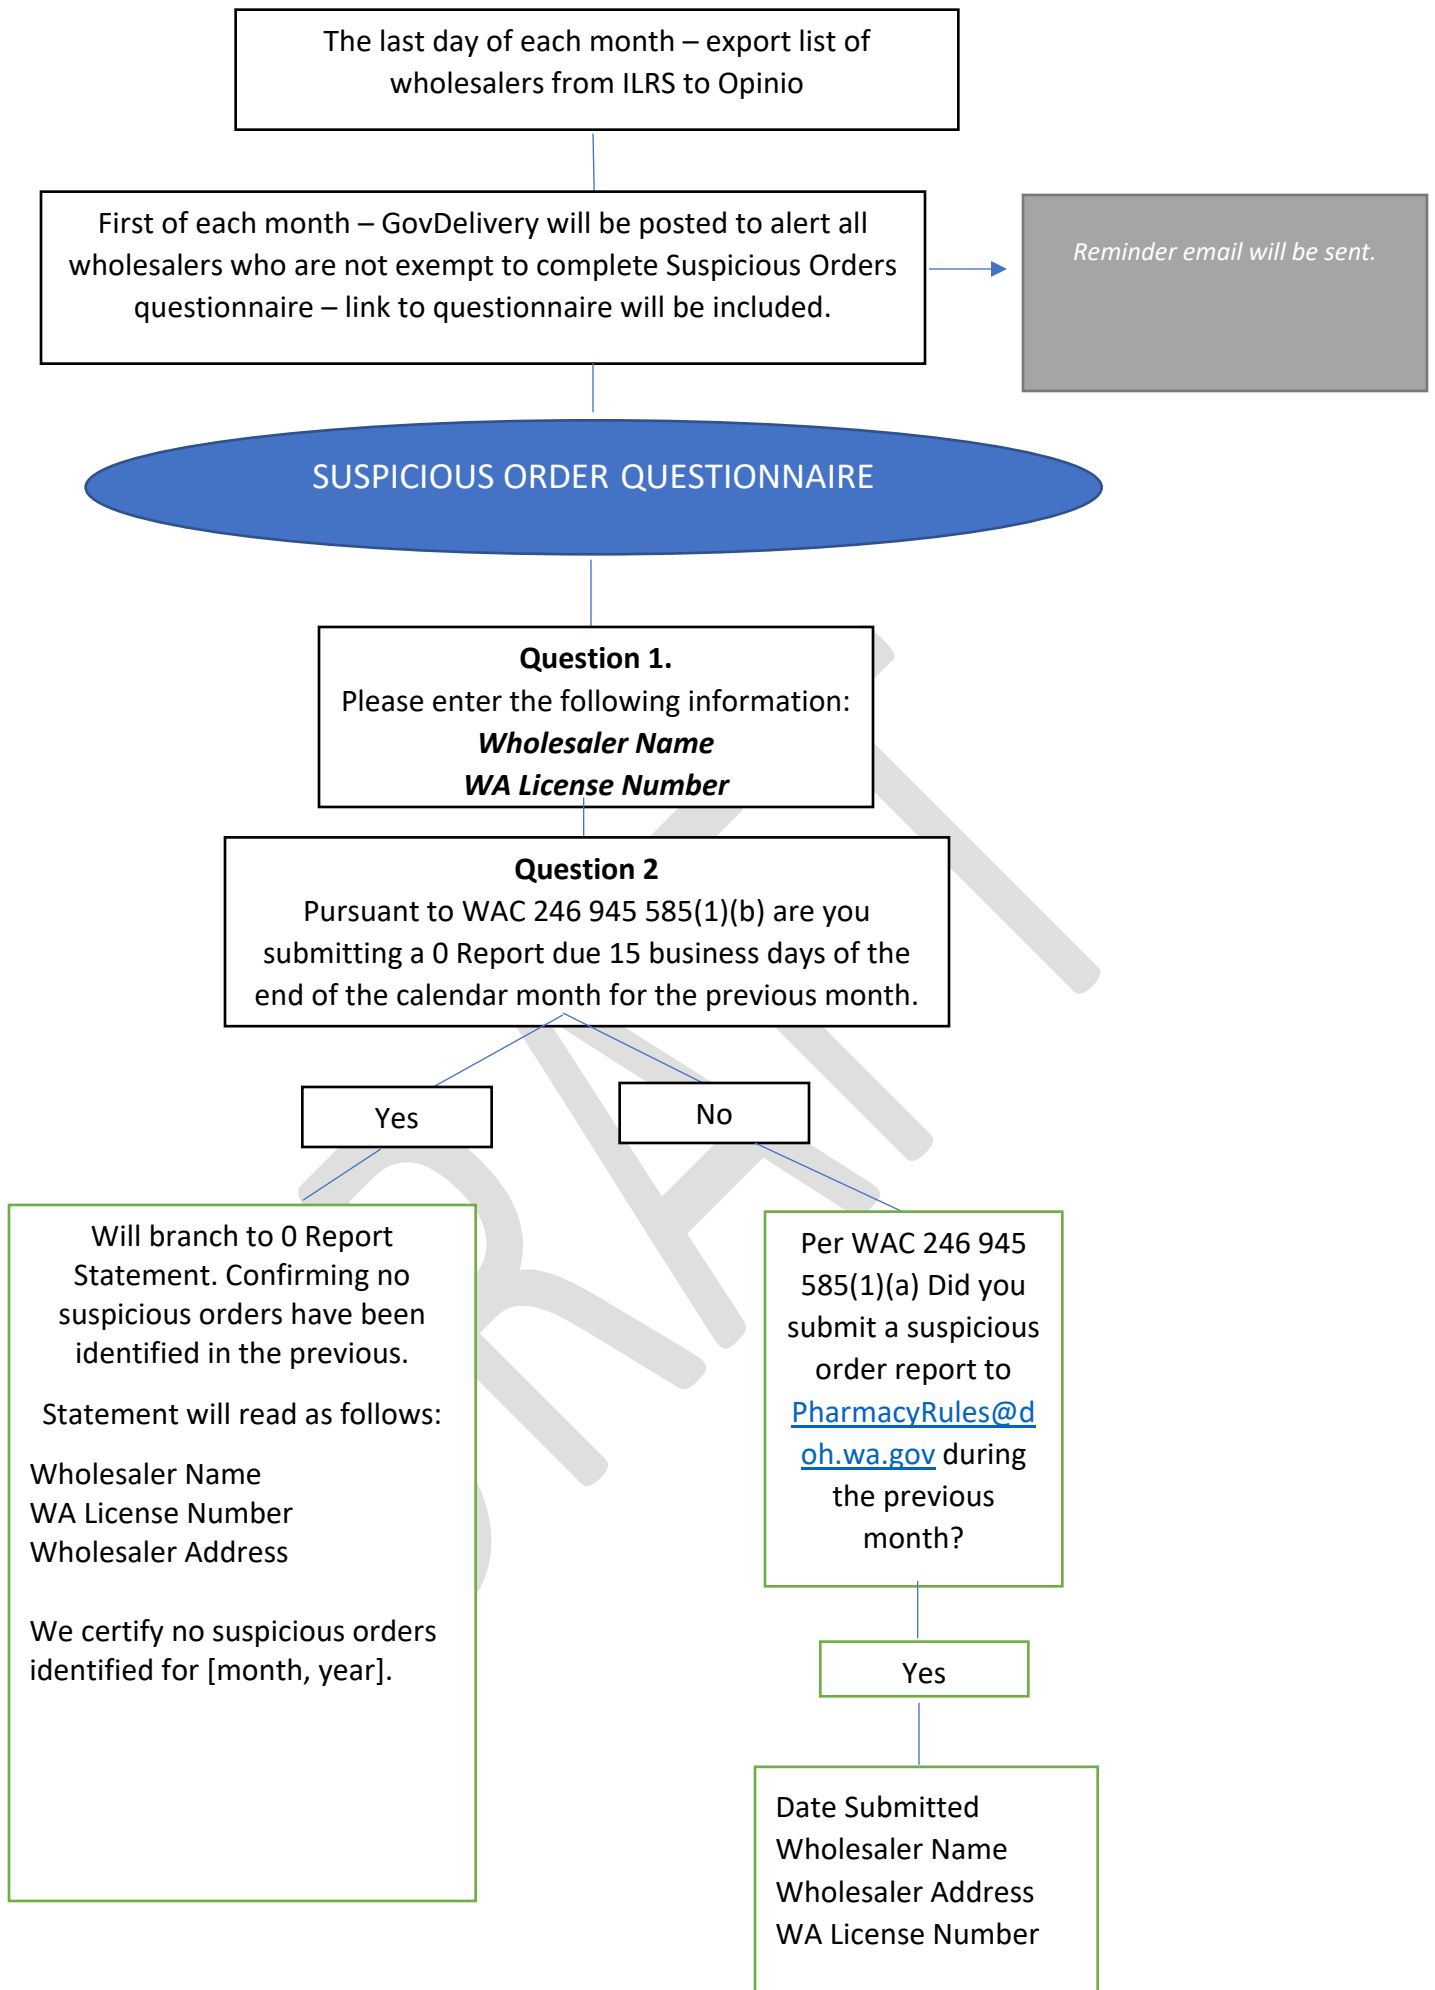 The last day of each month – export list of
wholesalers from ILRS to Opinio
First of each month – GovDelivery will be posted to alert all
wholesalers who are not exempt to complete Suspicious Orders
questionnaire – link to questionnaire will be included.
Reminder email will be sent.
SUSPICIOUS ORDER QUESTIONNAIRE
Question 1.
Please enter the following information:
Wholesaler Name
WA License Number
Question 2
Pursuant to WAC 246 945 585(1)(b) are you
submitting a 0 Report due 15 business days of the
end of the calendar month for the previous month.
Yes
No
Will branch to 0 Report
Statement. Confirming no
suspicious orders have been
identified in the previous.
Statement will read as follows:
Wholesaler Name
WA License Number
Wholesaler Address
We certify no suspicious orders
identified for [month, year].
Per WAC 246 945
585(1)(a) Did you
submit a suspicious
order report to
PharmacyRules@d
oh.wa.gov during
the previous
month?
Yes
Date Submitted
Wholesaler Name
Wholesaler Address
WA License Number
DRAFT